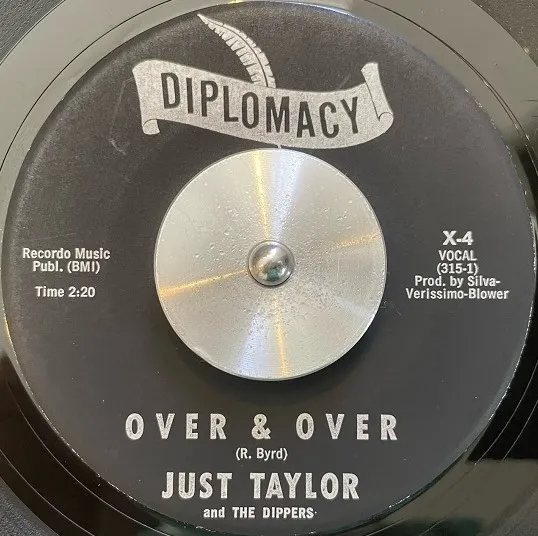 DIPLOMACY
Recordo Music
Publ. (BMI)
Time 2:20
X-4
VOCAL
(315-1)
Prod. by Silva-
Verissimo-Blower
OVER & OVER
(R. Byrd)
JUST TAYLOR
and THE DIPPERS